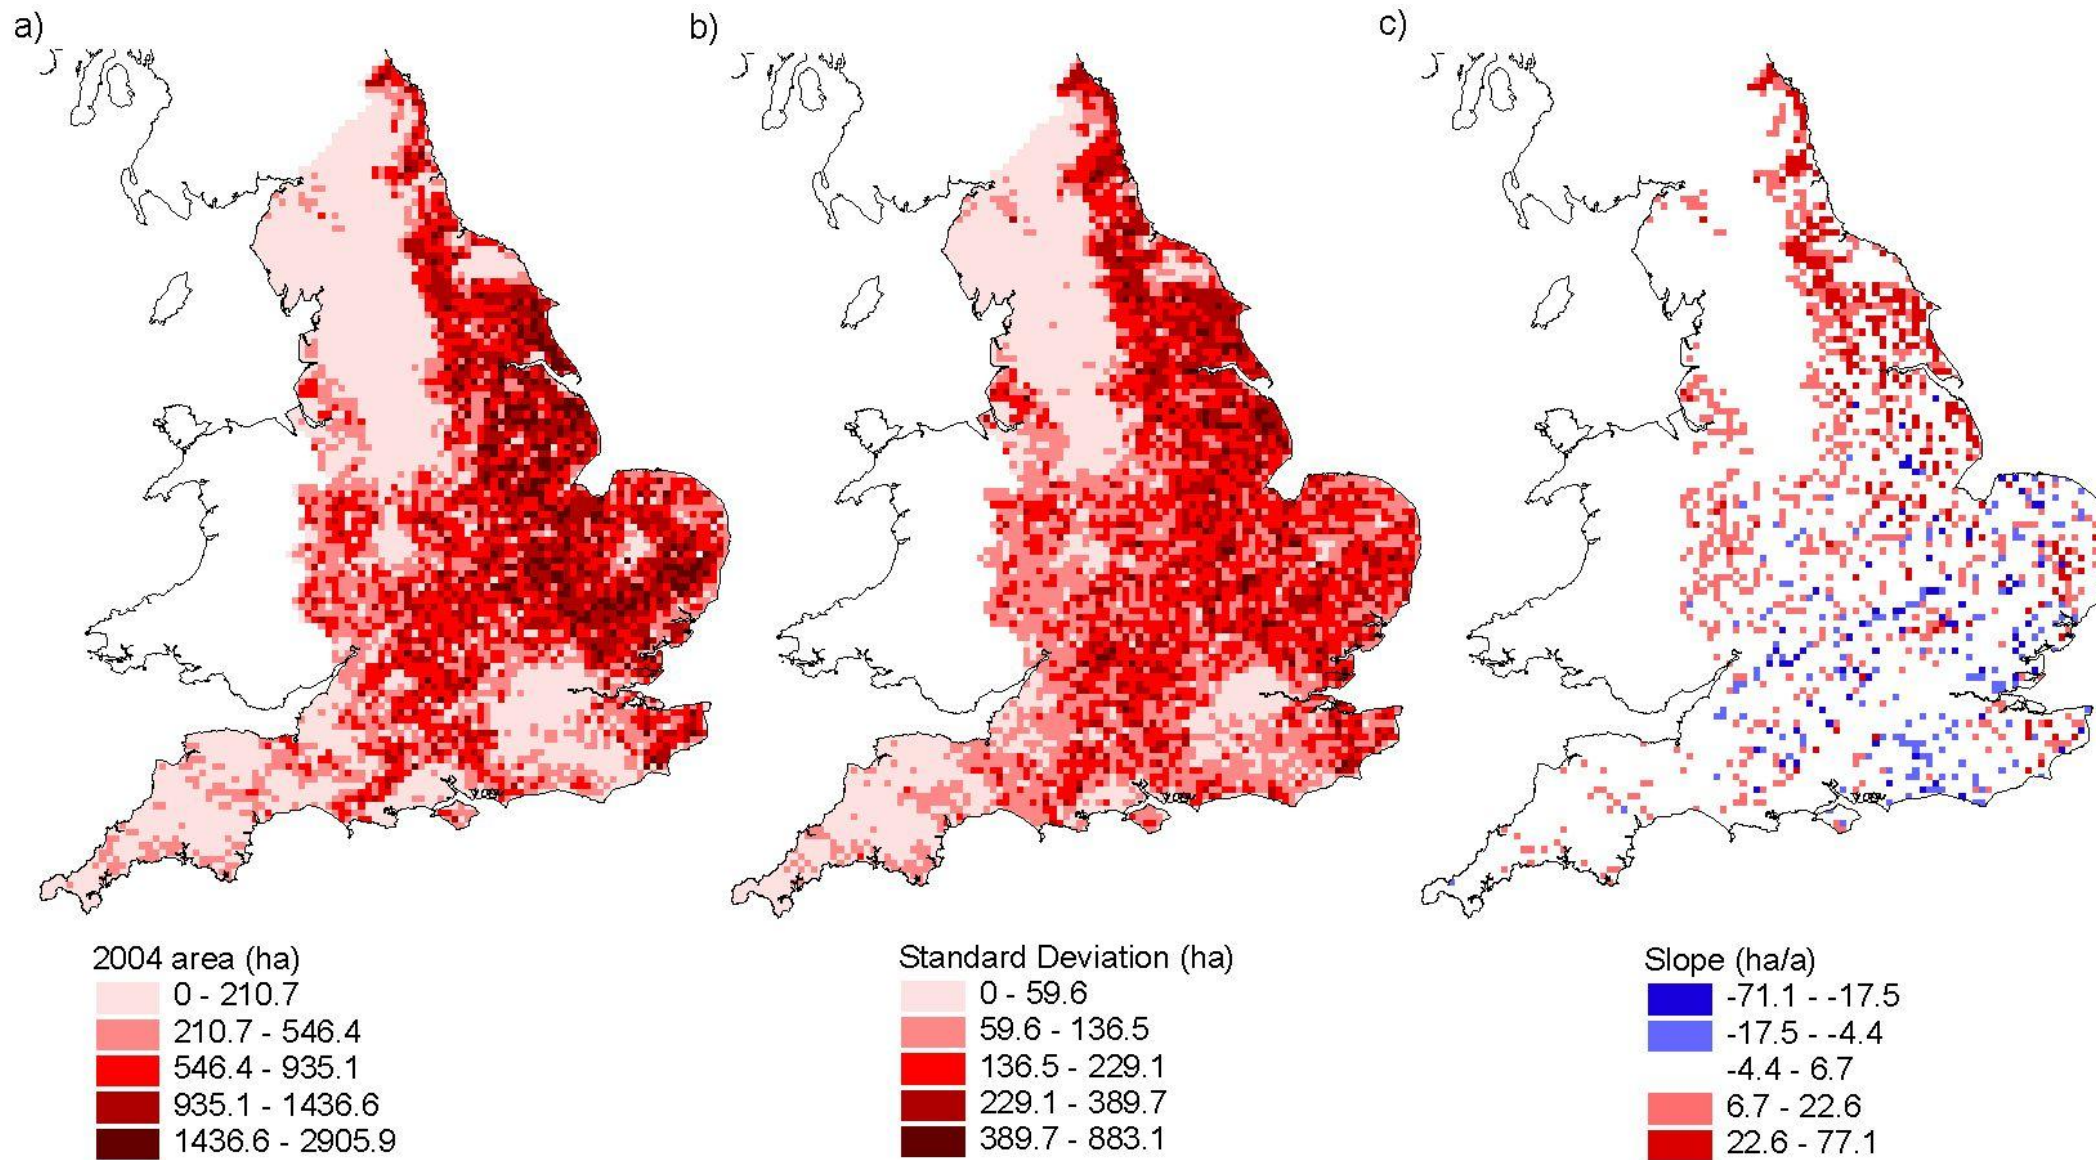 a)
b)
c)
2004 area (ha)
0 - 210.7
210.7 - 546.4
546.4 - 935.1
935.1 - 1436.6
1436.6 - 2905.9
Standard Deviation (ha)
0 - 59.6
59.6 - 136.5
136.5 - 229.1
229.1 - 389.7
389.7 - 883.1
Slope (ha/a)
-71.1 - -17.5
-17.5 - -4.4
-4.4 - 6.7
6.7 - 22.6
22.6 - 77.1